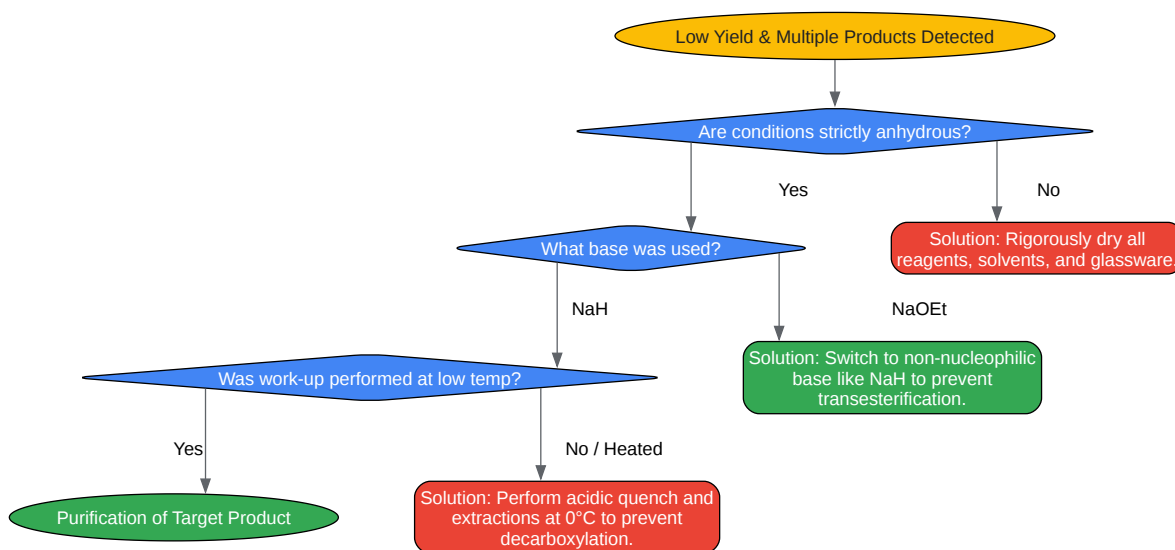 Low Yield & Multiple Products Detected
Are conditions strictly anhydrous?
Yes
No
What base was used?
Solution: Rigorously dry all
reagents, solvents, and glassware.
NaH
NaOEt
Was work-up performed at low temp?
Solution: Switch to non-nucleophilic
base like NaH to prevent
transesterification.
Yes
No / Heated
Purification of Target Product
Solution: Perform acidic quench and
extractions at 0°C to prevent
decarboxylation.